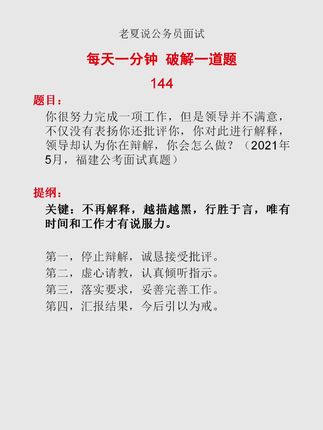 老夏说公务员面试
每天一分钟 破解一道题
144
题目：
你很努力完成一项工作，但是领导并不满意，
不仅没有表扬你还批评你，你对此进行解释，
领导却认为你在辩解，你会怎么做？（2021年
5月，福建公考面试真题）
提纲：
关键：不再解释，越描越黑，行胜于言，唯有
时间和工作才有说服力。
第一，停止辩解，诚恳接受批评。
第二，虚心请教，认真倾听指示。
第三，落实要求，妥善完善工作。
第四，汇报结果，今后引以为戒。